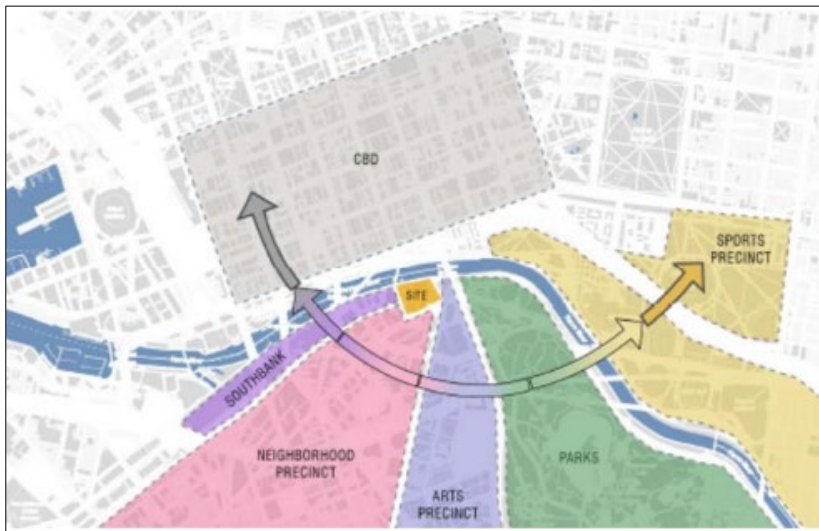 CBD
SPORTS
PRECINCT
SITE
SOUTHBANK
NEIGHBORHOOD
PRECINCT
PARKS
ARTS
PRECINCT